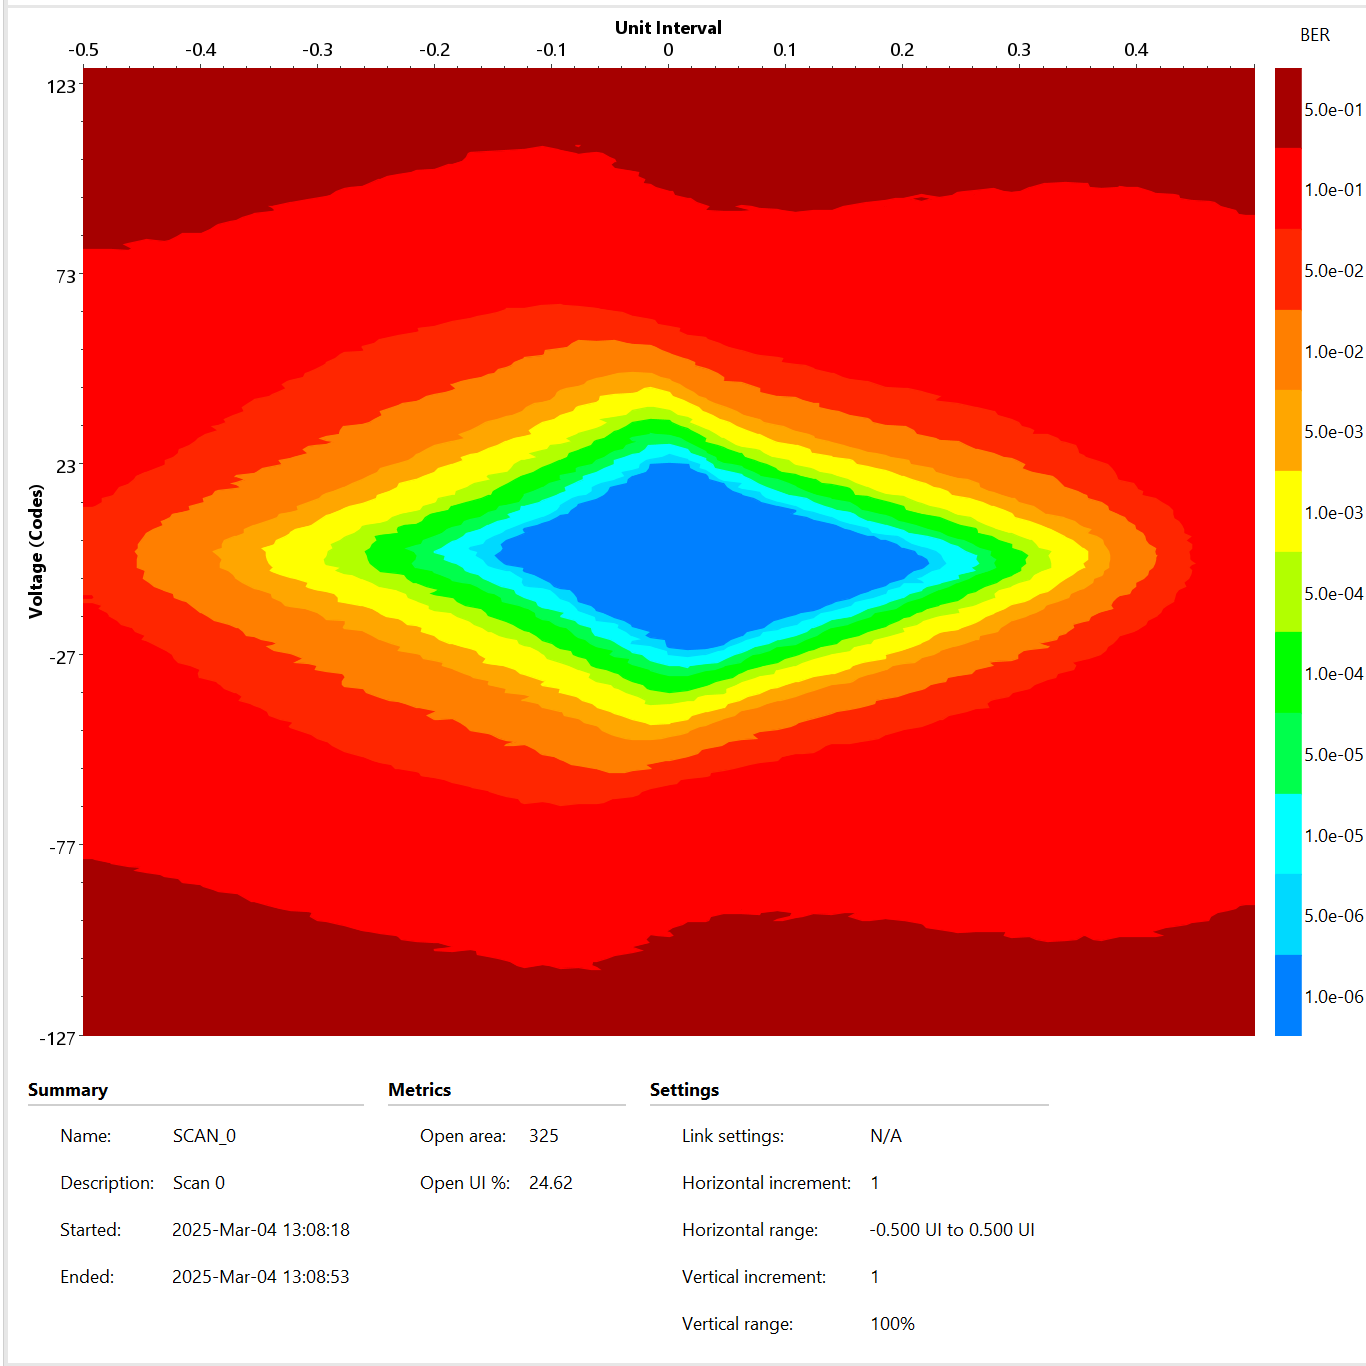 Unit Interval
-0.5 -0.4 -0.3 -0.2 -0.1 0 0.1 0.2 0.3 0.4
BER
123
73
23
-27
-77
-127
Voltage (Codes)
5.0e-01
1.0e-01
5.0e-02
1.0e-02
5.0e-03
1.0e-03
5.0e-04
1.0e-04
5.0e-05
1.0e-05
5.0e-06
1.0e-06
Summary
Name: SCAN_0
Description: Scan 0
Started: 2025-Mar-04 13:08:18
Ended: 2025-Mar-04 13:08:53
Metrics
Open area: 325
Open UI %: 24.62
Settings
Link settings: N/A
Horizontal increment: 1
Horizontal range: -0.500 UI to 0.500 UI
Vertical increment: 1
Vertical range: 100%